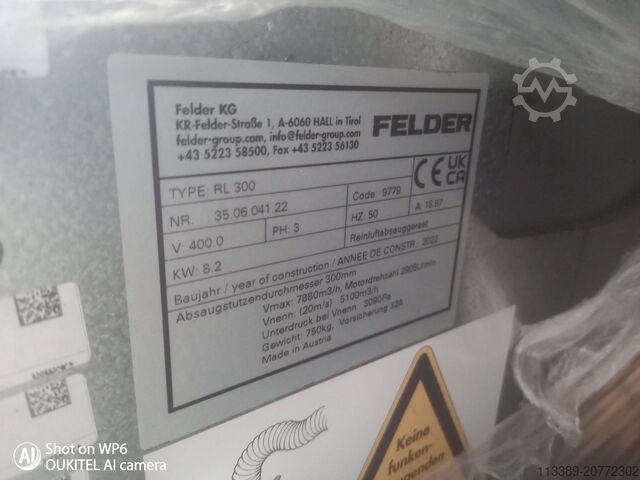 Felder KG
KR-Felder-Straße 1, A-6060 HALL in Tirol
felder-group.com, info@felder-group.com
+43 5223 58500, Fax +43 5223 56130
FELDER
CE UK CA
TYPE: RL 300
Code: 9779
NR.: 35.06.041.22
V: 400.0
PH: 3
HZ: 50
A: 15.87
KW: 8.2
Reinluftabsauggeraet
Baujahr / year of construction / ANNEE DE CONSTR. 2022
Absaugstutzendurchmesser 300mm
Vmax: 7880m3/h, Motordrehzahl 2905U/min
Vnenn: (20m/s) 5100m3/h
Unterdruck bei Vnenn: 3090Pa
Gewicht: 750kg, Vorsicherung 32A
Made in Austria
Keine
funken-
Shot on WP6
OUKITEL AI camera
113389-20772302